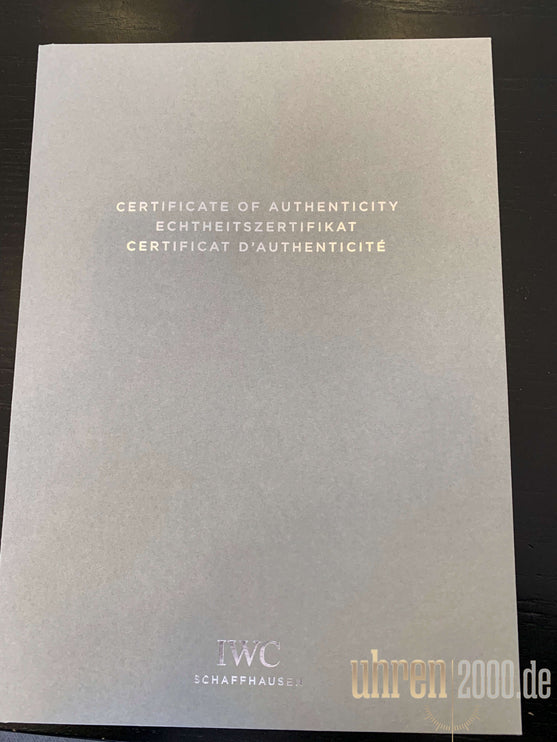 CERTIFICATE OF AUTHENTICITY
ECHTHEITSZERTIFIKAT
CERTIFICAT D'AUTHENTICITÉ
IWC
SCHAFFHAUSEN
uhren2000.de